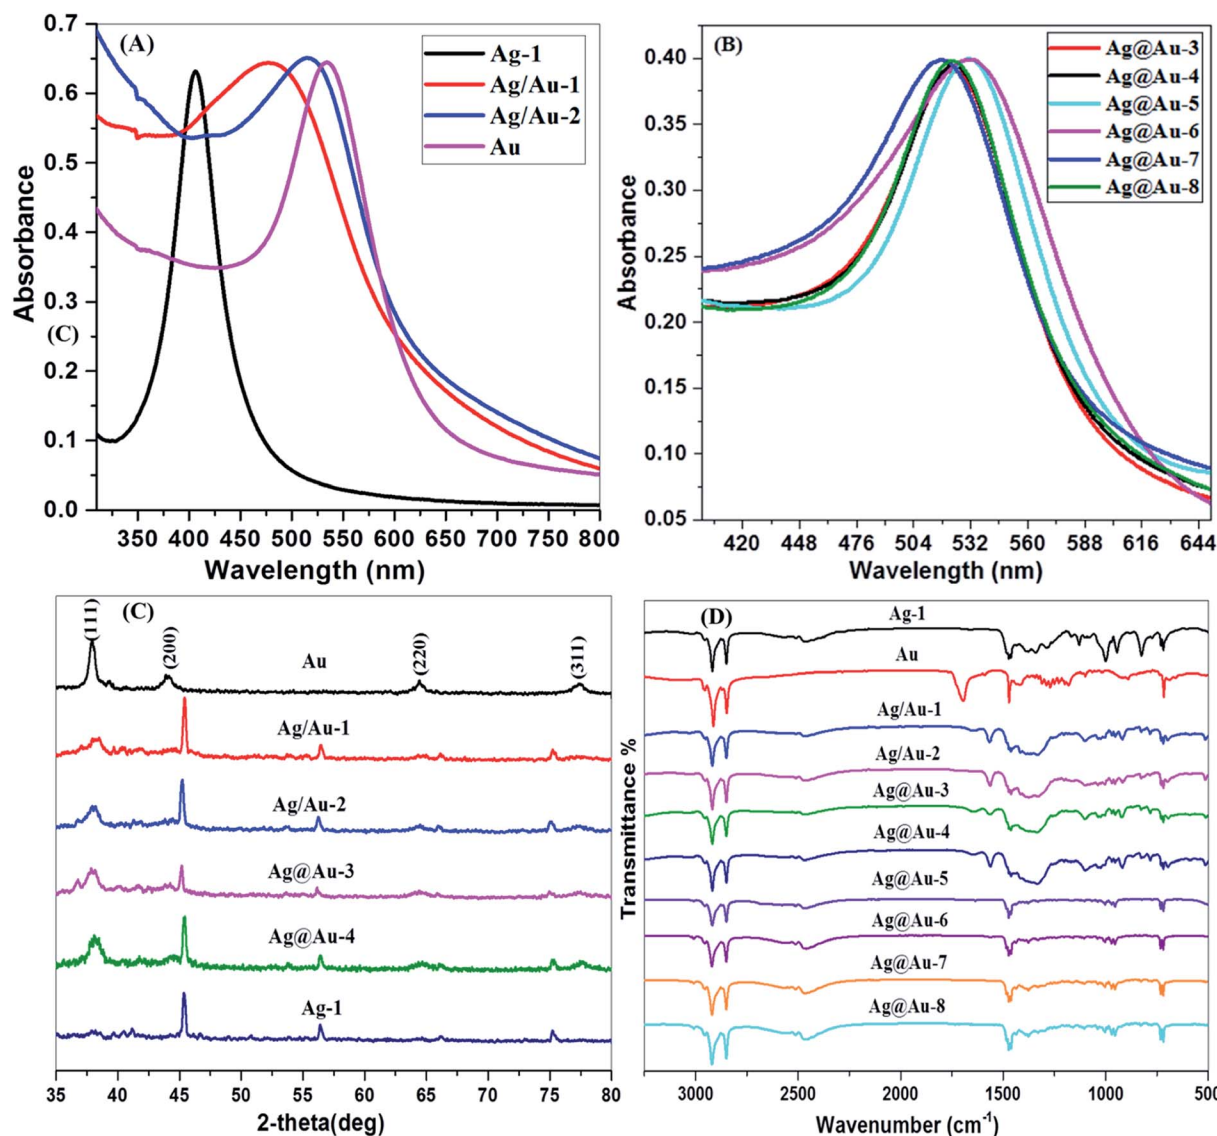 (A)
Ag-1
Ag/Au-1
Ag/Au-2
Au
0.7
0.6
0.5
0.4
0.3
0.2
0.1
0.0
Absorbance
(C)
350 400 450 500 550 600 650 700 750 800
Wavelength (nm)
(B)
Ag@Au-3
Ag@Au-4
Ag@Au-5
Ag@Au-6
Ag@Au-7
Ag@Au-8
0.40
0.35
0.30
0.25
0.20
0.15
0.10
0.05
Absorbance
420 448 476 504 532 560 588 616 644
Wavelength (nm)
(C)
(111)
(200)
(220)
(311)
Au
Ag/Au-1
Ag/Au-2
Ag@Au-3
Ag@Au-4
Ag-1
35 40 45 50 55 60 65 70 75 80
2-theta(deg)
(D)
Ag-1
Au
Ag/Au-1
Ag/Au-2
Ag@Au-3
Ag@Au-4
Ag@Au-5
Ag@Au-6
Ag@Au-7
Ag@Au-8
Transmittance %
3000 2500 2000 1500 1000 500
Wavenumber (cm⁻¹)